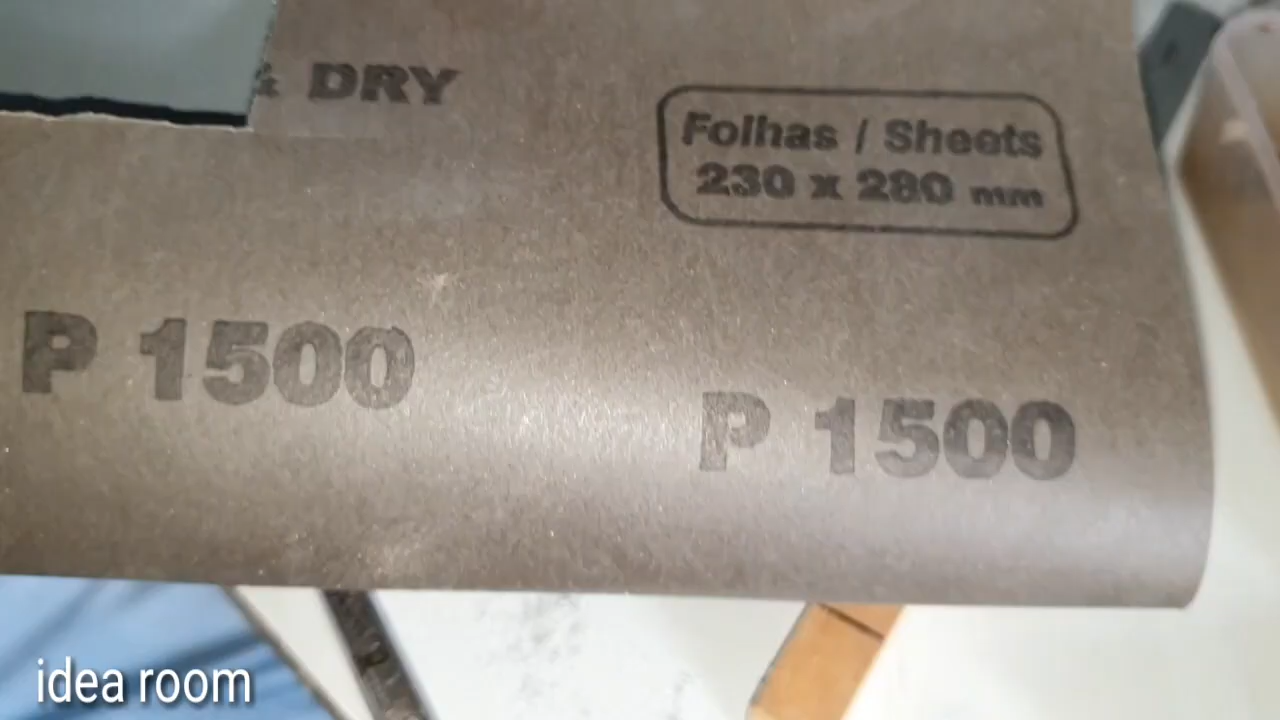 & DRY
Folhas / Sheets
230 x 280 mm
P 1500
P 1500
idea room